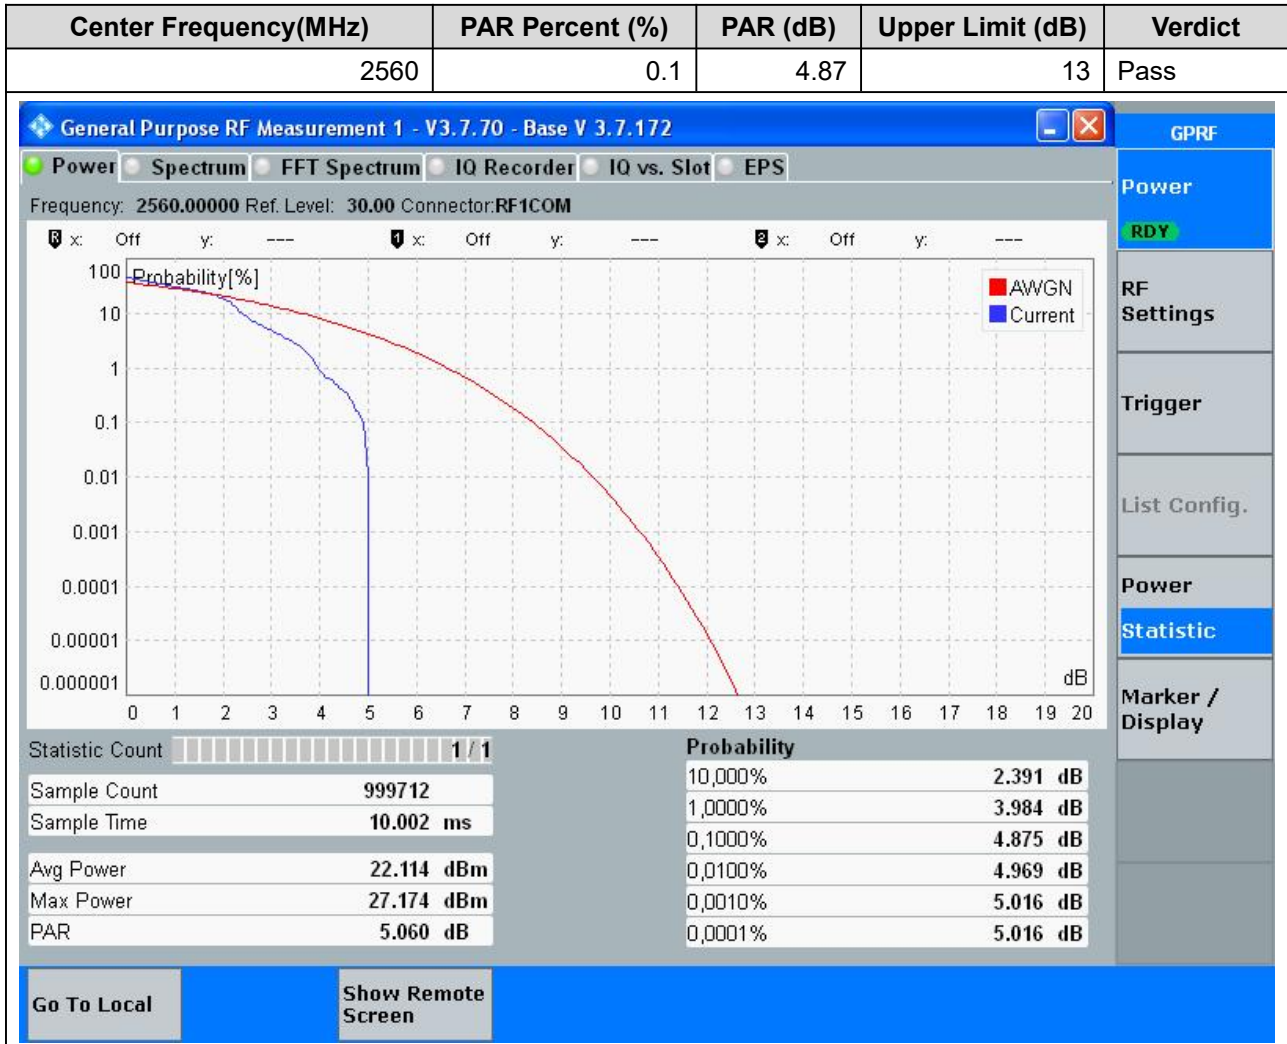 Center Frequency(MHz) PAR Percent (%) PAR (dB) Upper Limit (dB) Verdict
2560 0.1 4.87 13 Pass
General Purpose RF Measurement 1 - V3.7.70 - Base V 3.7.172
GPRF
Power Spectrum FFT Spectrum IQ Recorder IQ vs. Slot EPS
Frequency: 2560.00000 Ref. Level: 30.00 Connector:RF1COM
Power
RDY
R x: Off y: --- 1 x: Off y: --- 2 x: Off y: ---
100 Probability[%]
AWGN
Current
RF
Settings
10
1
Trigger
0.1
0.01
List Config.
0.001
0.0001
Power
0.00001
Statistic
0.000001
dB
Marker /
Display
0 1 2 3 4 5 6 7 8 9 10 11 12 13 14 15 16 17 18 19 20
Statistic Count 1 / 1
Sample Count 999712
Sample Time 10.002 ms
Avg Power 22.114 dBm
Max Power 27.174 dBm
PAR 5.060 dB
Probability
10,000% 2.391 dB
1,0000% 3.984 dB
0,1000% 4.875 dB
0,0100% 4.969 dB
0,0010% 5.016 dB
0,0001% 5.016 dB
Go To Local
Show Remote
Screen